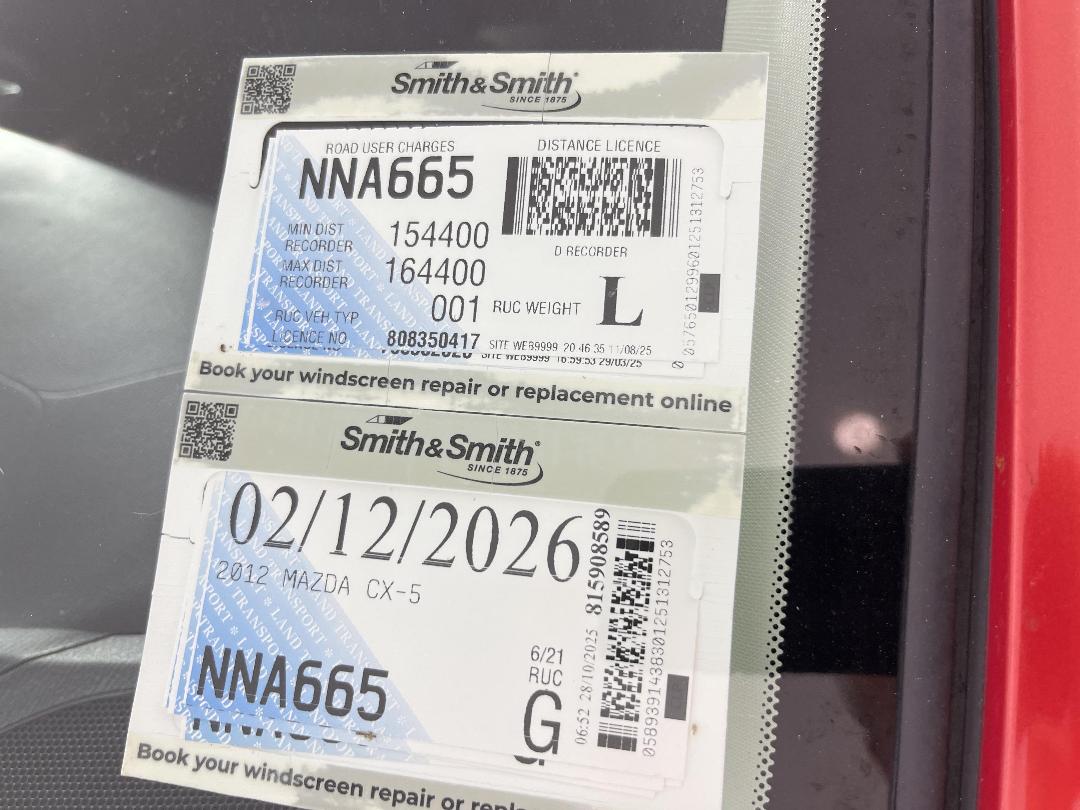 Smith&Smith®
SINCE 1875
ROAD USER CHARGES
DISTANCE LICENCE
NNA665
MIN DIST RECORDER 154400
D RECORDER
MAX DIST RECORDER 164400
RUC VEH TYP 001 RUC WEIGHT L
LICENCE NO. 808350417 SITE WEB9999 20 46 35 11/08/25
SITE WEB9999 16:59:53 29/03/25
Book your windscreen repair or replacement online
Smith&Smith®
SINCE 1875
02/12/2026
2012 MAZDA CX-5
815908589
06:52 28/10/2025
6/21
RUC
G
NNA665
Book your windscreen repair or